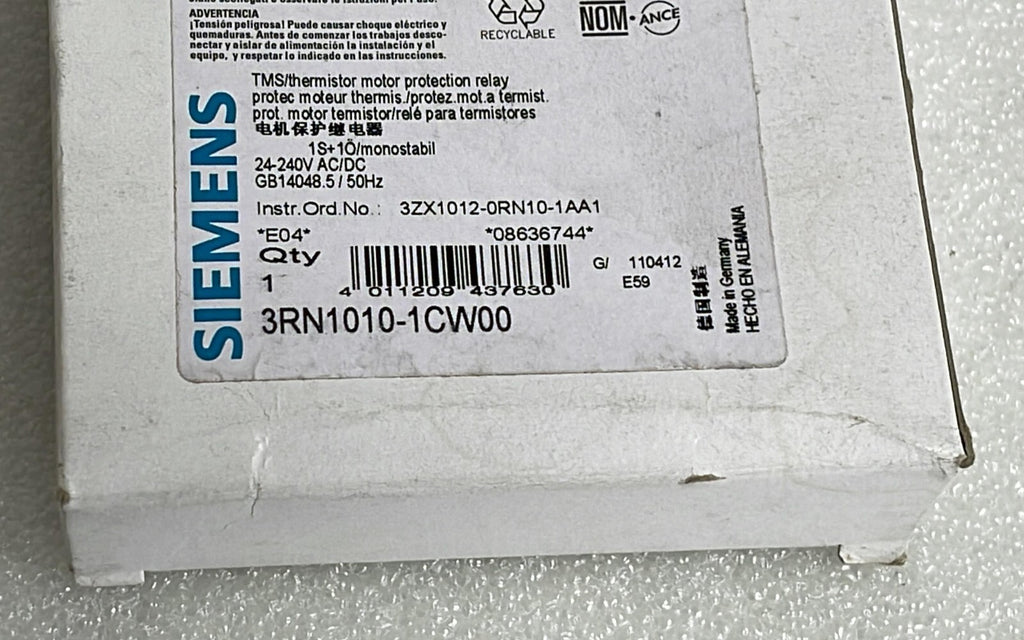 ADVERTENCIA
¡Tensión peligrosa! Puede causar choque eléctrico y
quemaduras. Antes de comenzar los trabajos desco-
nectar y aislar de alimentación la instalación y el
equipo, y respetar lo indicado en las instrucciones.
RECYCLABLE
NOM-ANCE
SIEMENS
TMS/thermistor motor protection relay
protec moteur thermis./protez.mot.a termist.
prot. motor termistor/relé para termistores
电机保护继电器
1S+1Ö/monostabil
24-240V AC/DC
GB14048.5 / 50Hz
Instr.Ord.No.: 3ZX1012-0RN10-1AA1
*E04* *08636744*
Qty
1
4 011209 437630
G/ 110412
E59
3RN1010-1CW00
德国制造
Made in Germany
HECHO EN ALEMANIA